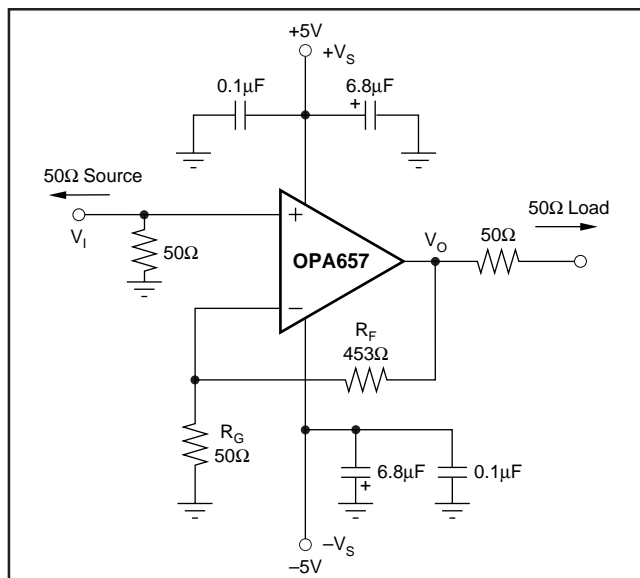 +5V
+V_S
0.1μF
6.8μF
+
50Ω Source
50Ω Load
V_I
50Ω
+
OPA657
−
V_O
50Ω
R_F
453Ω
R_G
50Ω
6.8μF
+
0.1μF
−V_S
−5V